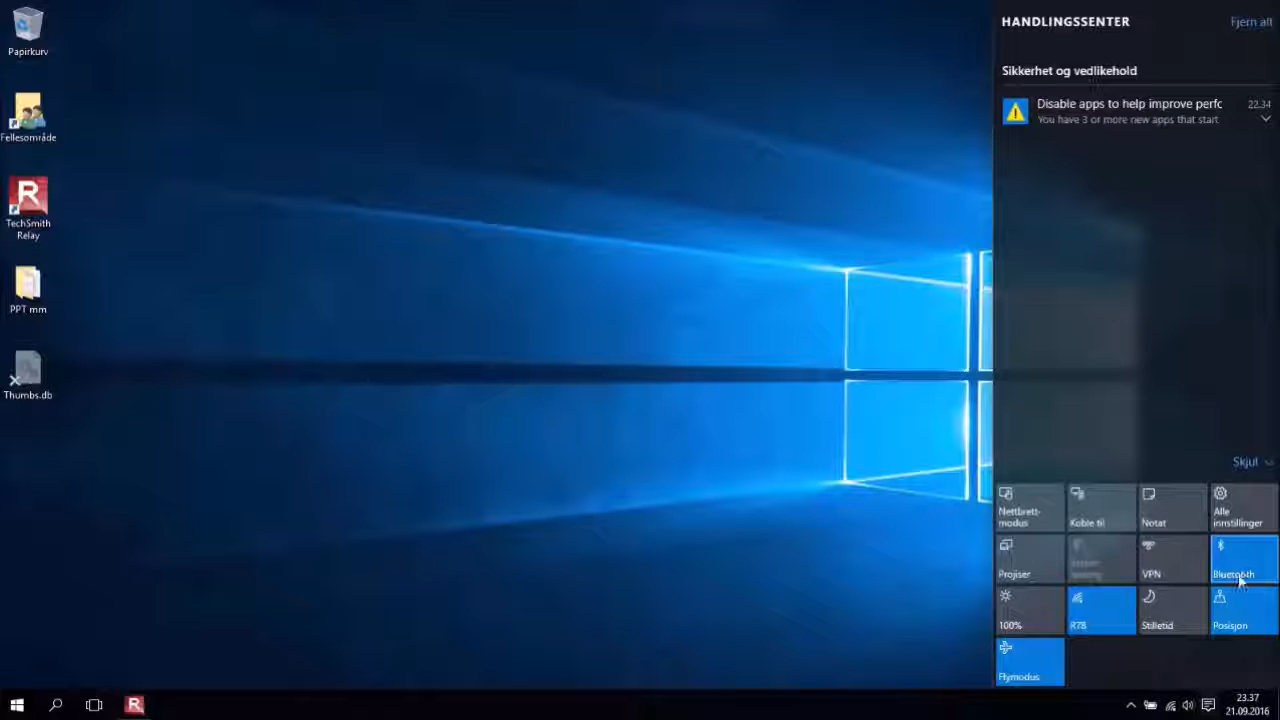 Papirkurv
Fellesområde
TechSmith
Relay
PPT mm
Thumbs.db
HANDLINGSSENTER
Fjern alt
Sikkerhet og vedlikehold
Disable apps to help improve perfc
22.34
You have 3 or more new apps that start
Skjul
Nettbrett-
modus
Koble til
Notat
Alle
innstillinger
Projiser
VPN
Bluetooth
100%
R78
Stilletid
Posisjon
Flymodus
23.37
21.09.2016